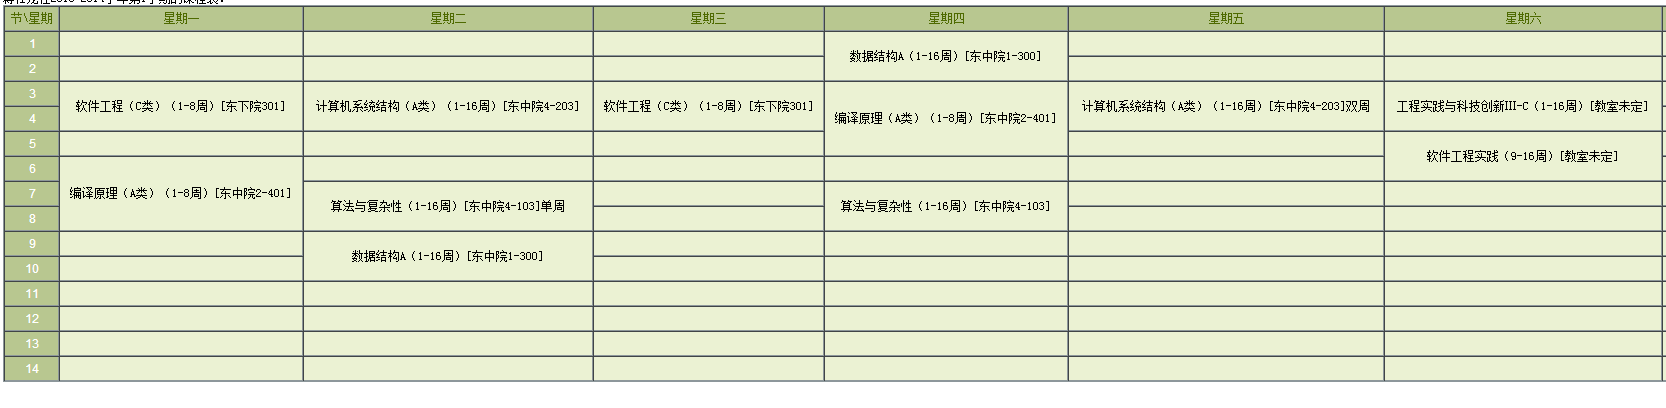 节\星期 星期一 星期二 星期三 星期四 星期五 星期六
1
数据结构A（1-16周）[东中院1-300]
2
3
软件工程（C类）（1-8周）[东下院301] 计算机系统结构（A类）（1-16周）[东中院4-203] 软件工程（C类）（1-8周）[东下院301] 计算机系统结构（A类）（1-16周）[东中院4-203]双周 工程实践与科技创新III-C（1-16周）[教室未定]
4
编译原理（A类）（1-8周）[东中院2-401]
5
软件工程实践（9-16周）[教室未定]
6
编译原理（A类）（1-8周）[东中院2-401]
7
算法与复杂性（1-16周）[东中院4-103]单周 算法与复杂性（1-16周）[东中院4-103]
8
9
数据结构A（1-16周）[东中院1-300]
10
11
12
13
14